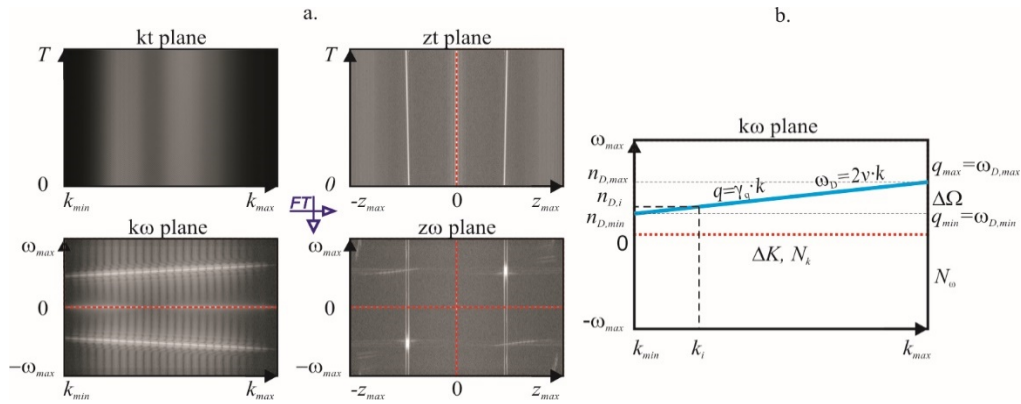 a.
kt plane
T
0
k_min
k_max
zt plane
T
0
-z_max
0
z_max
FT
kω plane
ω_max
0
−ω_max
k_min
k_max
zω plane
ω_max
0
−ω_max
-z_max
0
z_max
b.
kω plane
ω_max
n_D,max
n_D,i
n_D,min
0
-ω_max
q=γ_q·k
ω_D=2v·k
q_max=ω_D,max
ΔΩ
q_min=ω_D,min
ΔK, N_k
N_ω
k_min
k_i
k_max